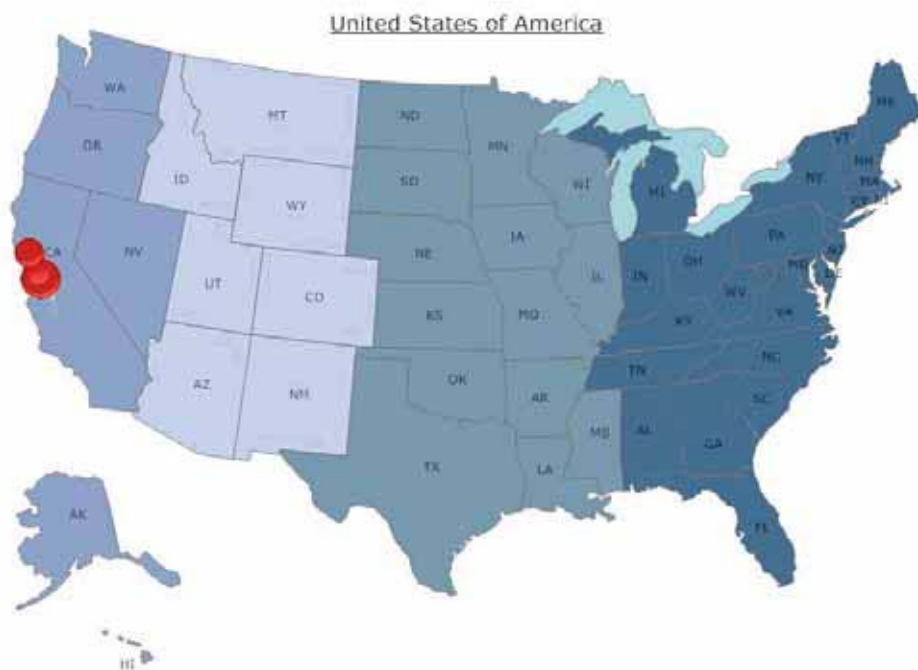 United States of America
WA
OR
CA
NV
ID
MT
WY
UT
CO
AZ
NM
ND
SD
NE
KS
OK
TX
MN
IA
MO
AR
LA
WI
IL
MS
MI
IN
OH
KY
TN
AL
GA
FL
SC
NC
VA
WV
PA
NY
VT
NH
MA
ME
NJ
DE
AK
HI